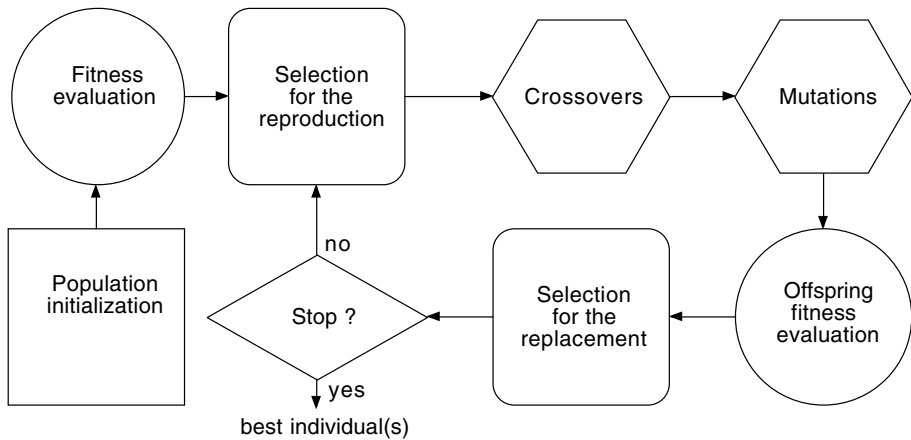 Fitness
evaluation
Selection
for the
reproduction
Crossovers
Mutations
Population
initialization
no
Stop ?
yes
best individual(s)
Selection
for the
replacement
Offspring
fitness
evaluation